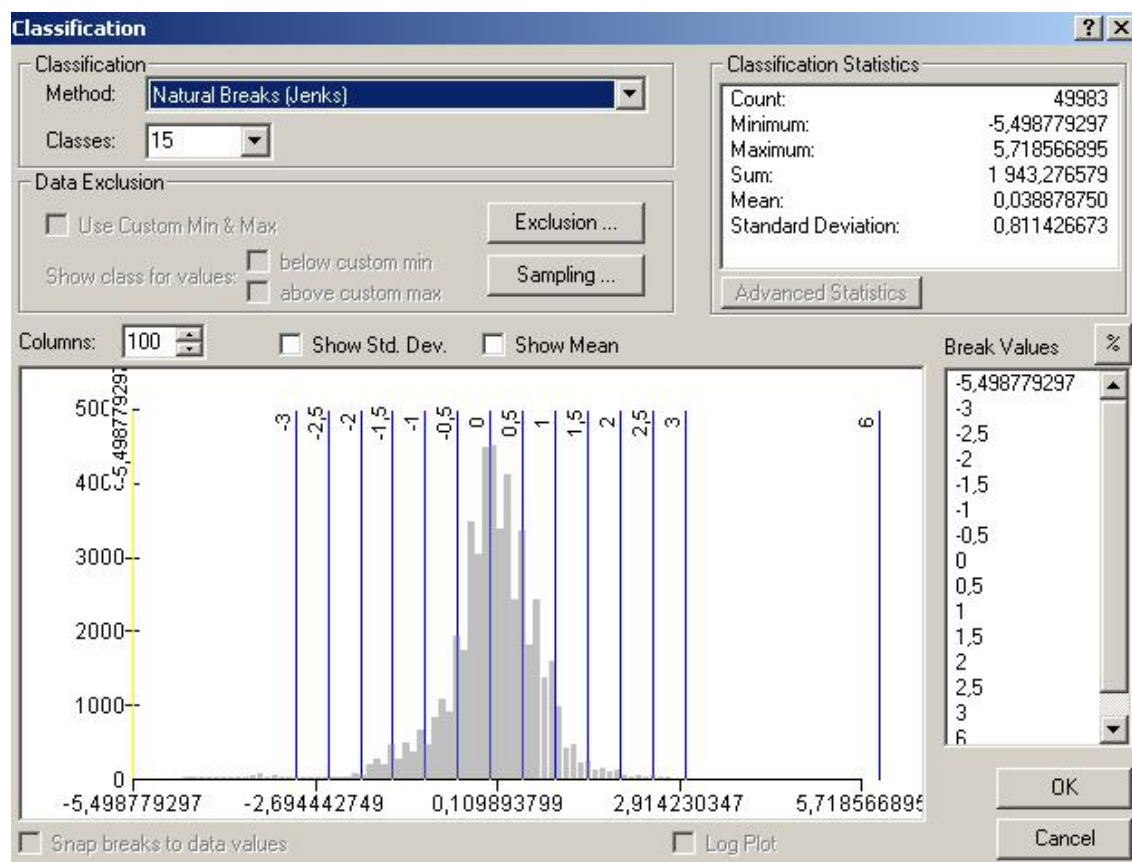 Classification
Classification
Method: Natural Breaks (Jenks)
Classes: 15
Data Exclusion
Use Custom Min & Max
Exclusion ...
Show class for values:
below custom min
above custom max
Sampling ...
Classification Statistics
Count: 49983
Minimum: -5,498779297
Maximum: 5,718566895
Sum: 1 943,276579
Mean: 0,038878750
Standard Deviation: 0,811426673
Advanced Statistics
Columns: 100
Show Std. Dev.
Show Mean
Break Values
%
-5,498779297
-3
-2,5
-2
-1,5
-1
-0,5
0
0,5
1
1,5
2
2,5
3
6
-5,498779297 -3 -2,5 -2 -1,5 -1 -0,5 0 0,5 1 1,5 2 2,5 3 6
3000
2000
1000
0
-5,498779297 -2,694442749 0,109893799 2,914230347 5,718566895
Snap breaks to data values
Log Plot
OK
Cancel